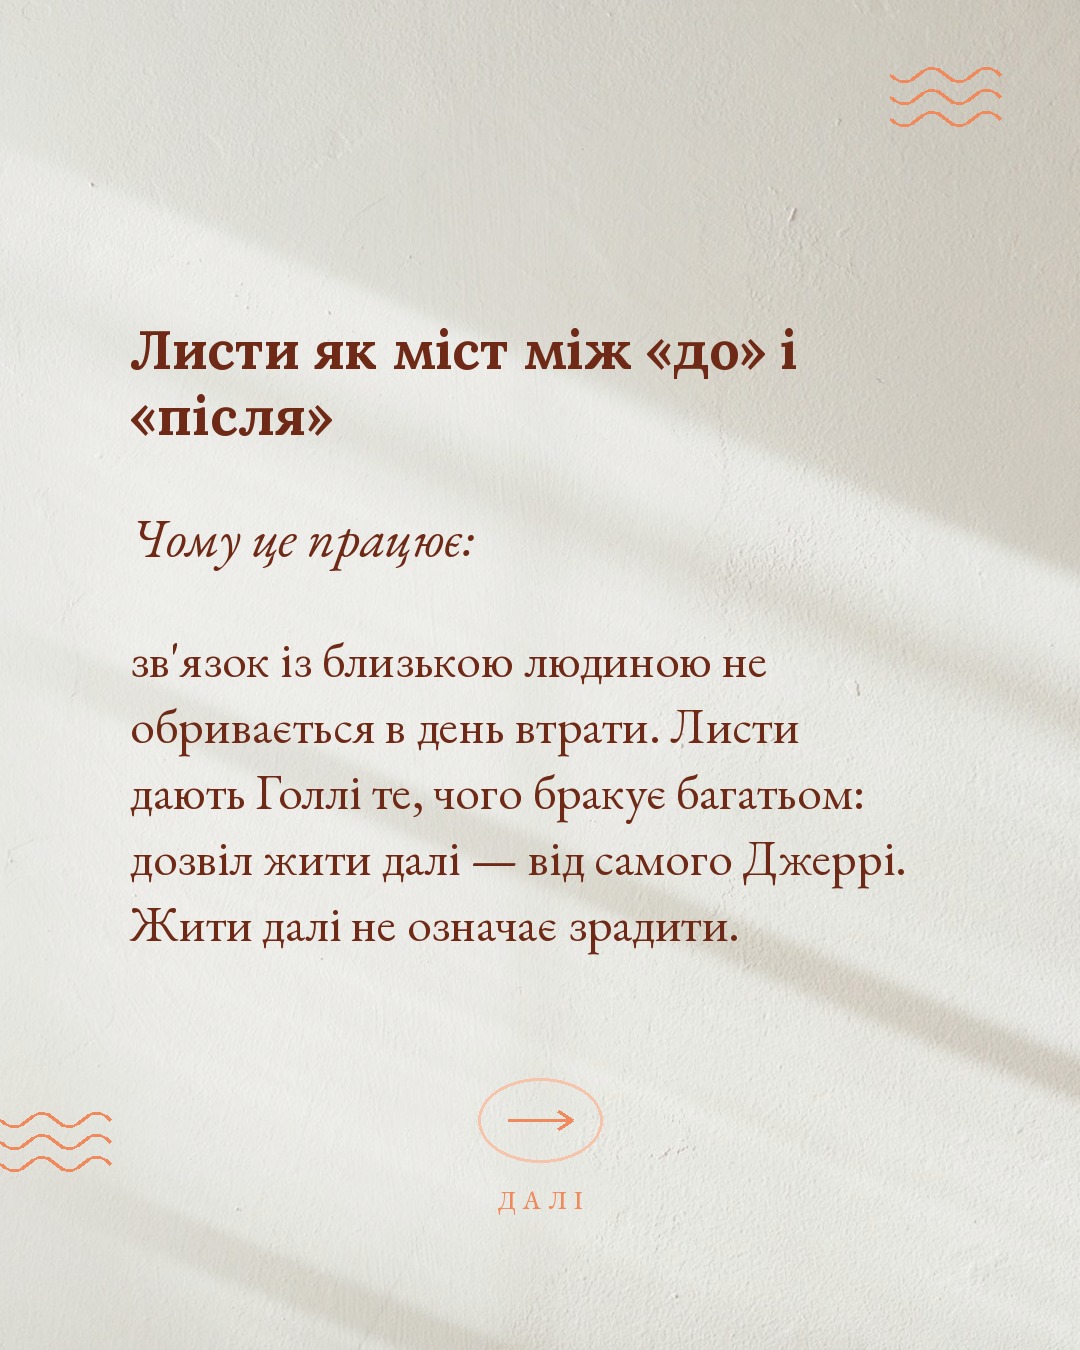 Листи як міст між «до» і
«після»
Чому це працює:
зв'язок із близькою людиною не
обривається в день втрати. Листи
дають Голлі те, чого бракує багатьом:
дозвіл жити далі — від самого Джеррі.
Жити далі не означає зрадити.
ДАЛІ